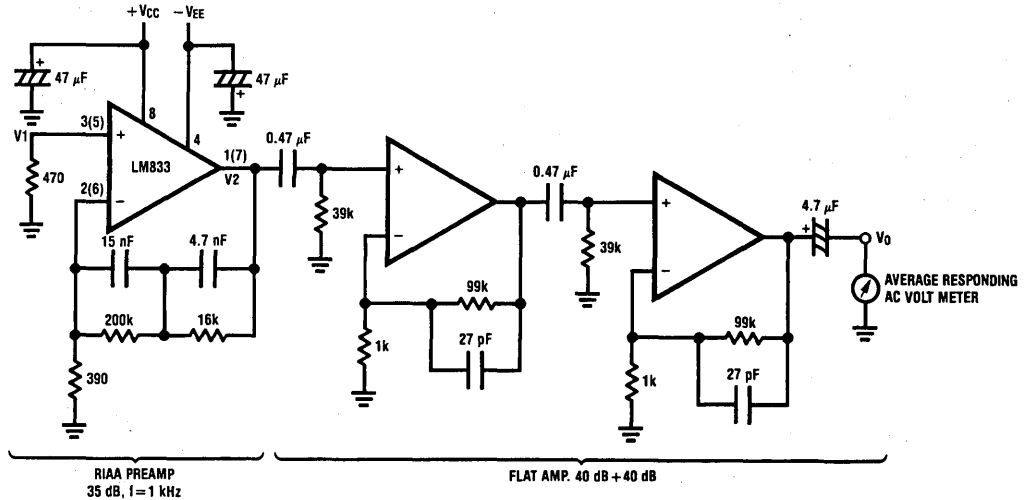 +VCC
−VEE
+
47 µF
47 µF
+
8
V1
3(5)
+
4
0.47 µF
LM833
1(7)
V2
470
2(6)
−
39k
15 nF
4.7 nF
200k
16k
390
+
−
99k
1k
27 pF
0.47 µF
39k
+
−
99k
1k
27 pF
4.7 µF
+
VO
AVERAGE RESPONDING
AC VOLT METER
RIAA PREAMP
35 dB, f=1 kHz
FLAT AMP. 40 dB+40 dB